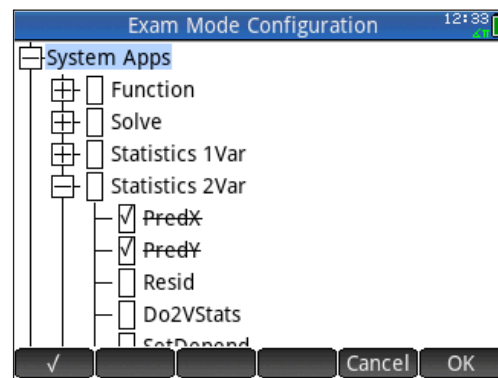 Exam Mode Configuration 12:33
∡π
System Apps
Function
Solve
Statistics 1Var
Statistics 2Var
PredX
PredY
Resid
Do2VStats
SetDepend
√ Cancel OK